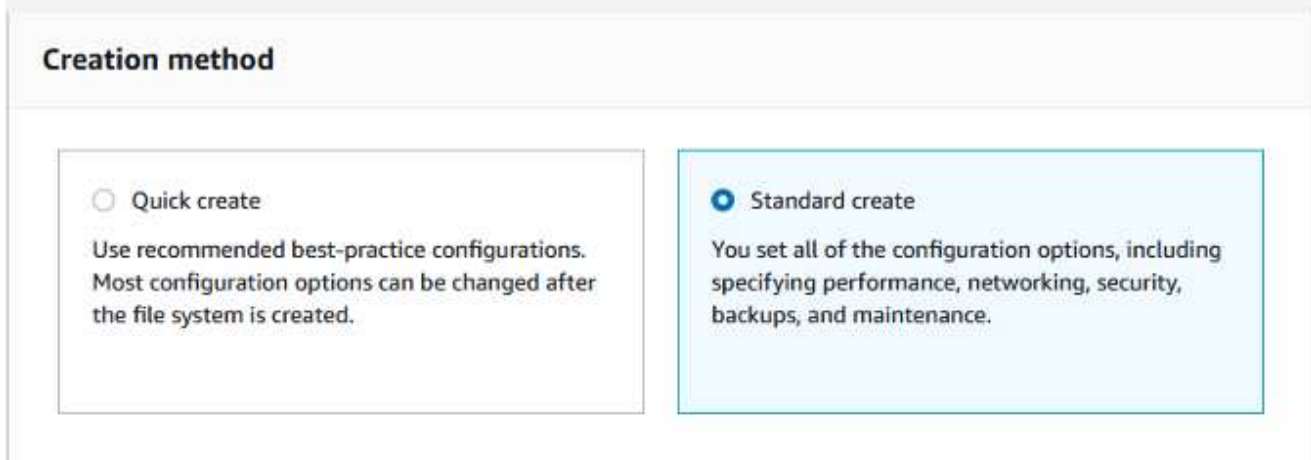 Creation method
Quick create
Use recommended best-practice configurations.
Most configuration options can be changed after
the file system is created.
Standard create
You set all of the configuration options, including
specifying performance, networking, security,
backups, and maintenance.